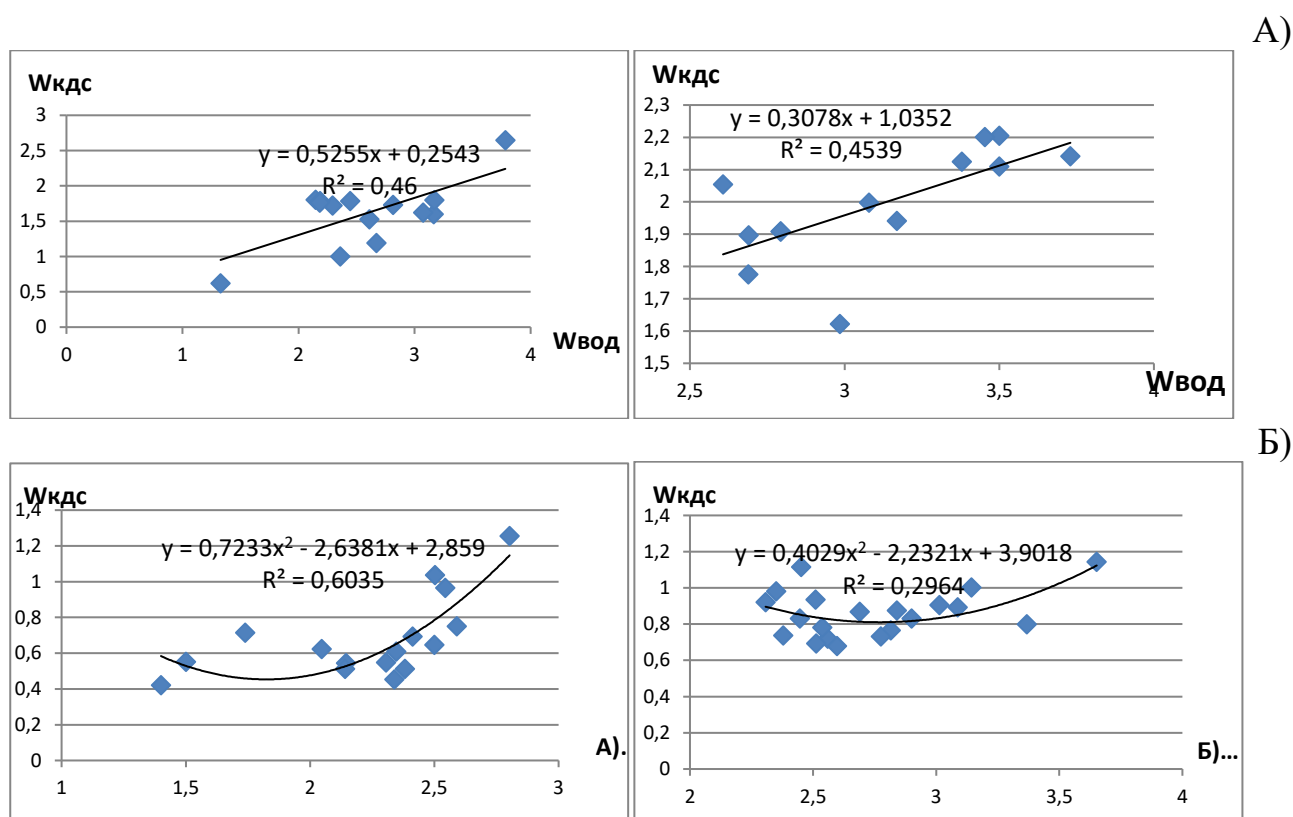 А)
Wкдс
3
y = 0,5255x + 0,2543
R² = 0,46
2,5
2
1,5
1
0,5
0
0 1 2 3 4
Wвод
Wкдс
2,3
y = 0,3078x + 1,0352
R² = 0,4539
2,2
2,1
2
1,9
1,8
1,7
1,6
1,5
2,5 3 3,5 4
Wвод
Б)
Wкдс
1,4
y = 0,7233x² - 2,6381x + 2,859
R² = 0,6035
1,2
1
0,8
0,6
0,4
0,2
0
1 1,5 2 2,5 3
А).
Wкдс
1,4
y = 0,4029x² - 2,2321x + 3,9018
R² = 0,2964
1,2
1
0,8
0,6
0,4
0,2
0
2 2,5 3 3,5 4
Б)...